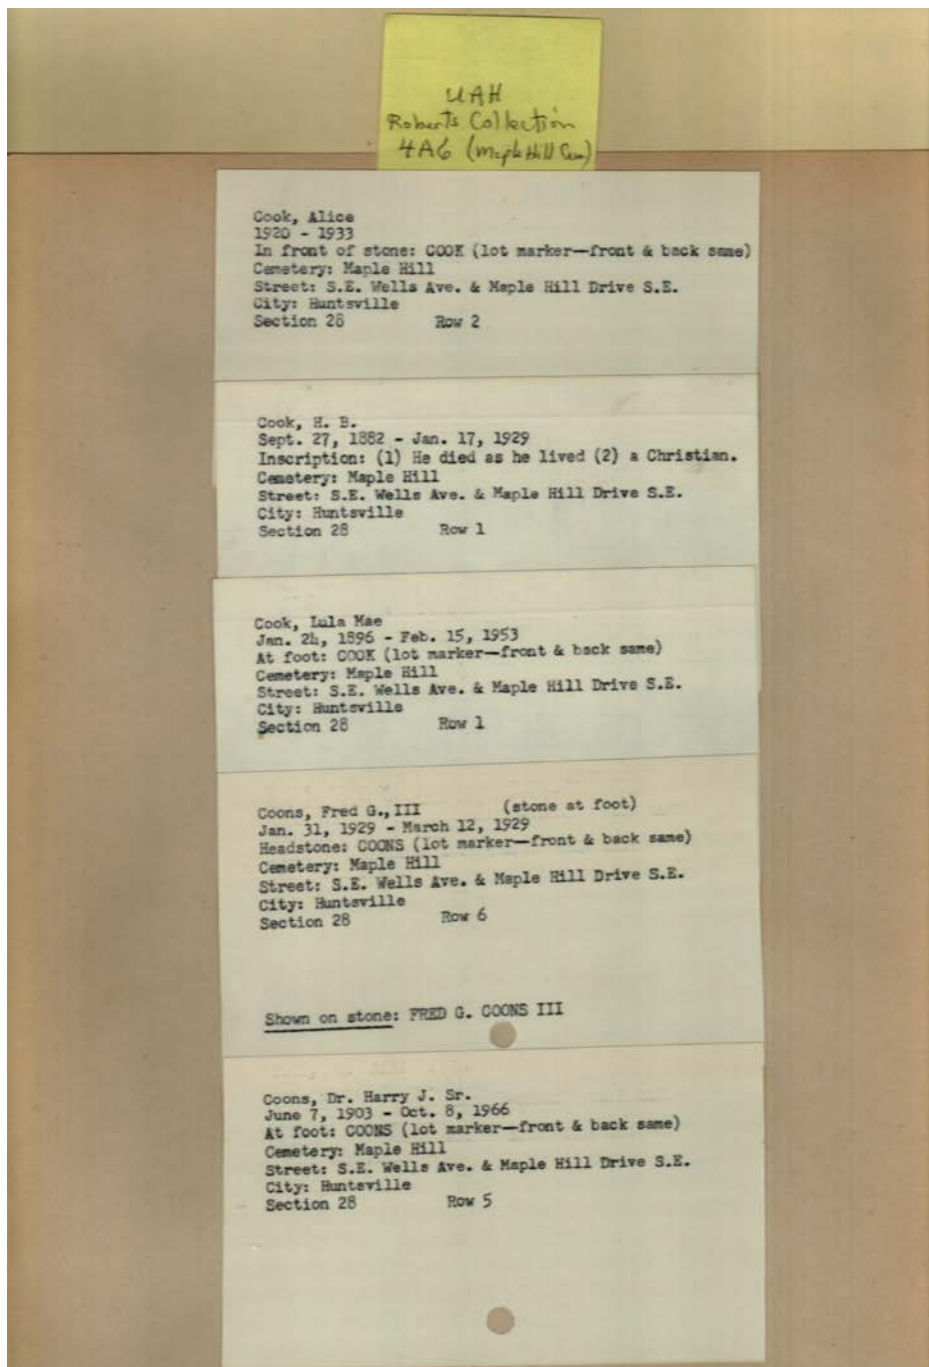 UAH
Roberts Collection
4A6 (Maple Hill Cem)
Cook, Alice
1920 - 1933
In front of stone: COOK (lot marker—front & back same)
Cemetery: Maple Hill
Street: S.E. Wells Ave. & Maple Hill Drive S.E.
City: Huntsville
Section 28 Row 2
Cook, H. B.
Sept. 27, 1882 - Jan. 17, 1929
Inscription: (1) He died as he lived (2) a Christian.
Cemetery: Maple Hill
Street: S.E. Wells Ave. & Maple Hill Drive S.E.
City: Huntsville
Section 28 Row 1
Cook, Lula Mae
Jan. 24, 1896 - Feb. 15, 1953
At foot: COOK (lot marker—front & back same)
Cemetery: Maple Hill
Street: S.E. Wells Ave. & Maple Hill Drive S.E.
City: Huntsville
Section 28 Row 1
Coons, Fred G., III (stone at foot)
Jan. 31, 1929 - March 12, 1929
Headstone: COONS (lot marker—front & back same)
Cemetery: Maple Hill
Street: S.E. Wells Ave. & Maple Hill Drive S.E.
City: Huntsville
Section 28 Row 6
Shown on stone: FRED G. COONS III
Coons, Dr. Harry J. Sr.
June 7, 1903 - Oct. 8, 1966
At foot: COONS (lot marker—front & back same)
Cemetery: Maple Hill
Street: S.E. Wells Ave. & Maple Hill Drive S.E.
City: Huntsville
Section 28 Row 5